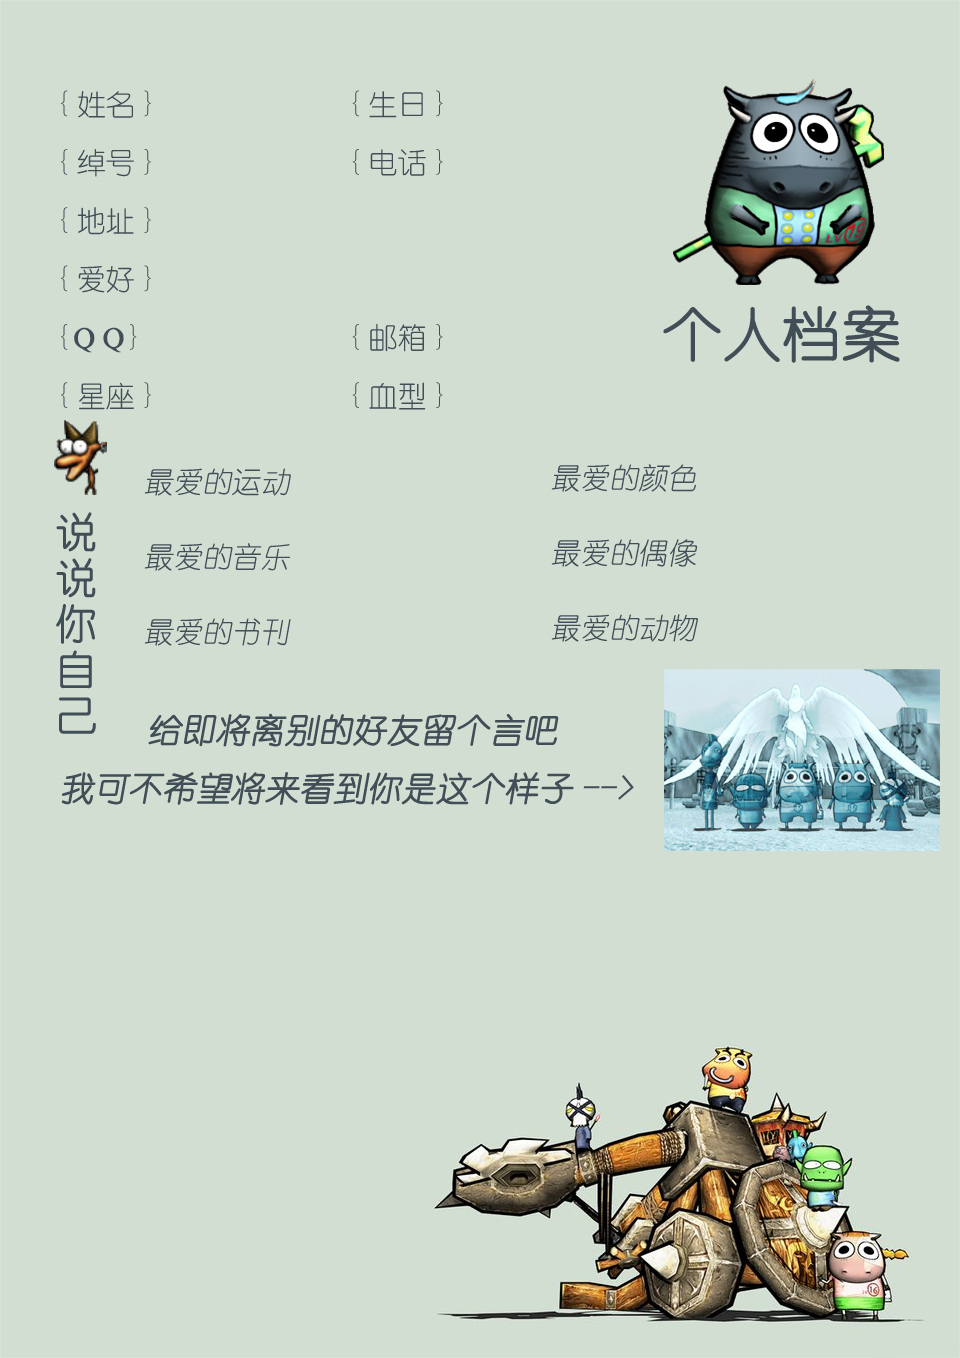 { 姓名 } { 生日 }
{ 绰号 } { 电话 }
{ 地址 }
{ 爱好 }
{Q Q} { 邮箱 }
{ 星座 } { 血型 }
个人档案
说说你自己
最爱的运动 最爱的颜色
最爱的音乐 最爱的偶像
最爱的书刊 最爱的动物
给即将离别的好友留个言吧
我可不希望将来看到你是这个样子 -->